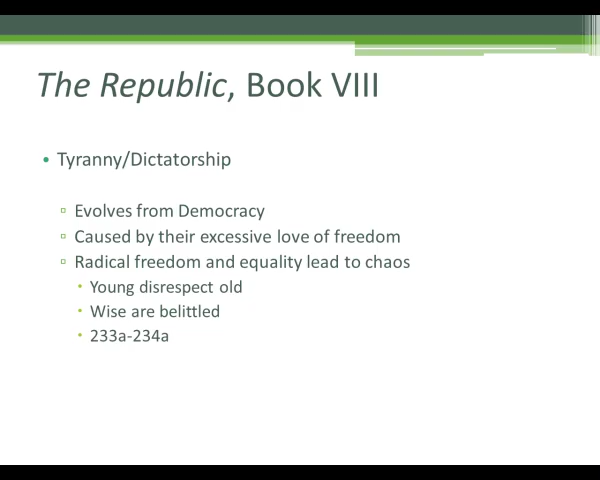 The Republic, Book VIII
• Tyranny/Dictatorship
▫ Evolves from Democracy
▫ Caused by their excessive love of freedom
▫ Radical freedom and equality lead to chaos
• Young disrespect old
• Wise are belittled
• 233a-234a